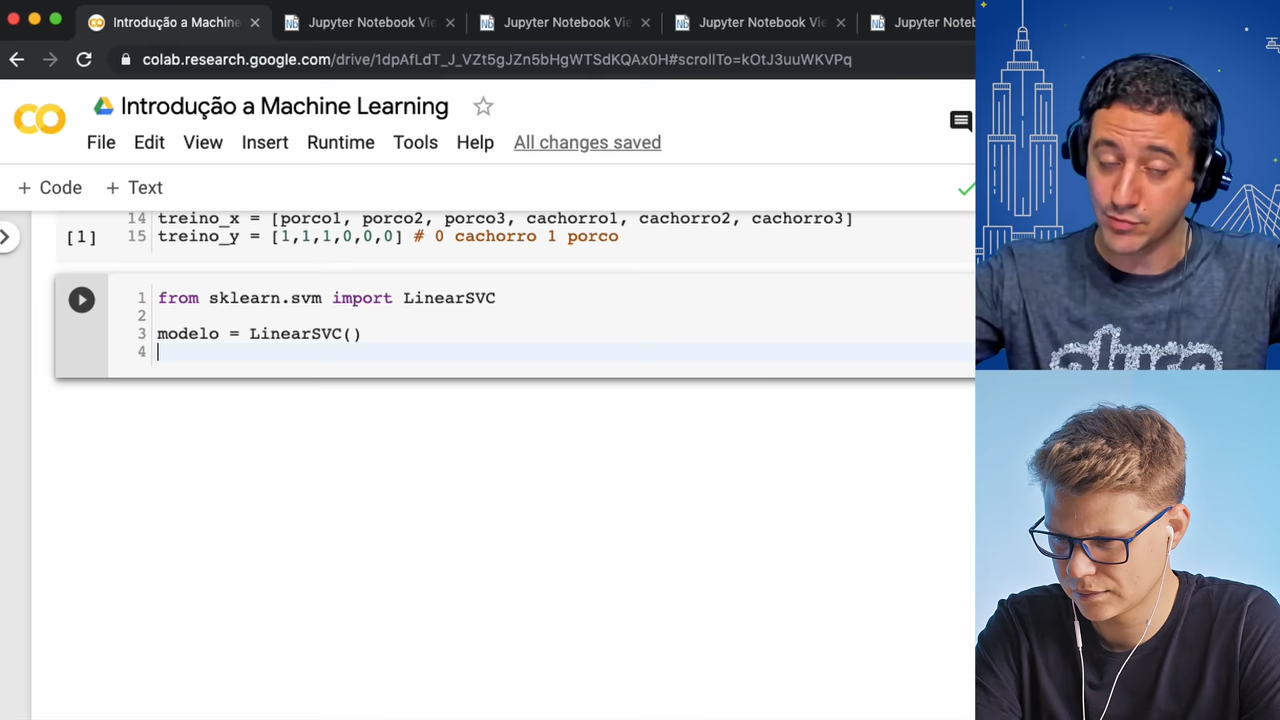 Introdução a Machine
Jupyter Notebook Vie
Jupyter Notebook Vie
Jupyter Notebook Vie
Jupyter Noteb
colab.research.google.com/drive/1dpAfLdT_J_VZt5gJZn5bHgWTSdKQAx0H#scrollTo=kOtJ3uuWKVPq
CO
Introdução a Machine Learning
File Edit View Insert Runtime Tools Help All changes saved
+ Code + Text
14 treino_x = [porco1, porco2, porco3, cachorro1, cachorro2, cachorro3]
[1] 15 treino_y = [1,1,1,0,0,0] # 0 cachorro 1 porco
1 from sklearn.svm import LinearSVC
2
3 modelo = LinearSVC()
4
alura